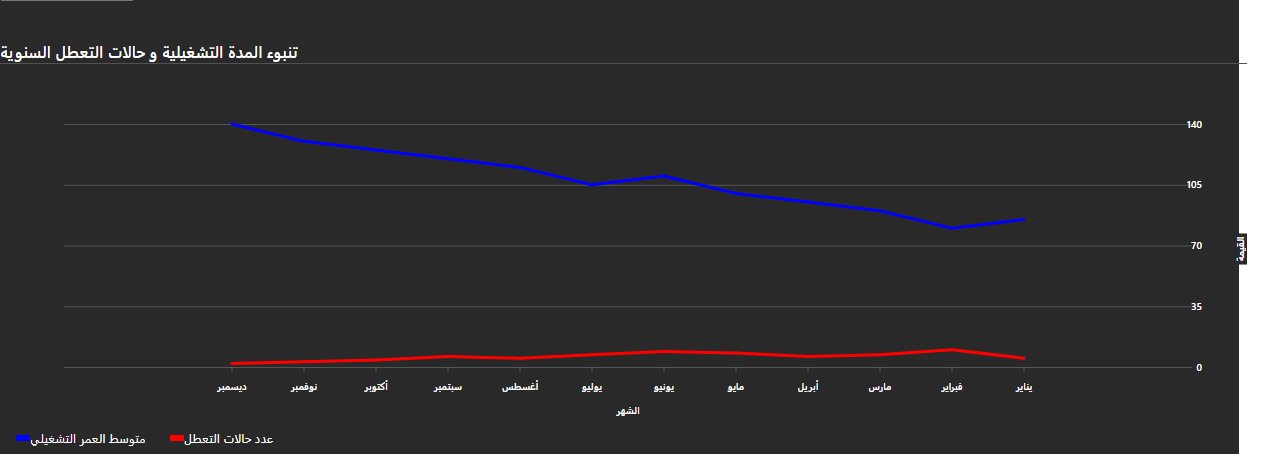 تنبوء المدة التشغيلية و حالات التعطل السنوية
140
105
70
35
0
القيمة
يناير فبراير مارس أبريل مايو يونيو يوليو أغسطس سبتمبر أكتوبر نوفمبر ديسمبر
الشهر
عدد حالات التعطل متوسط العمر التشغيلي